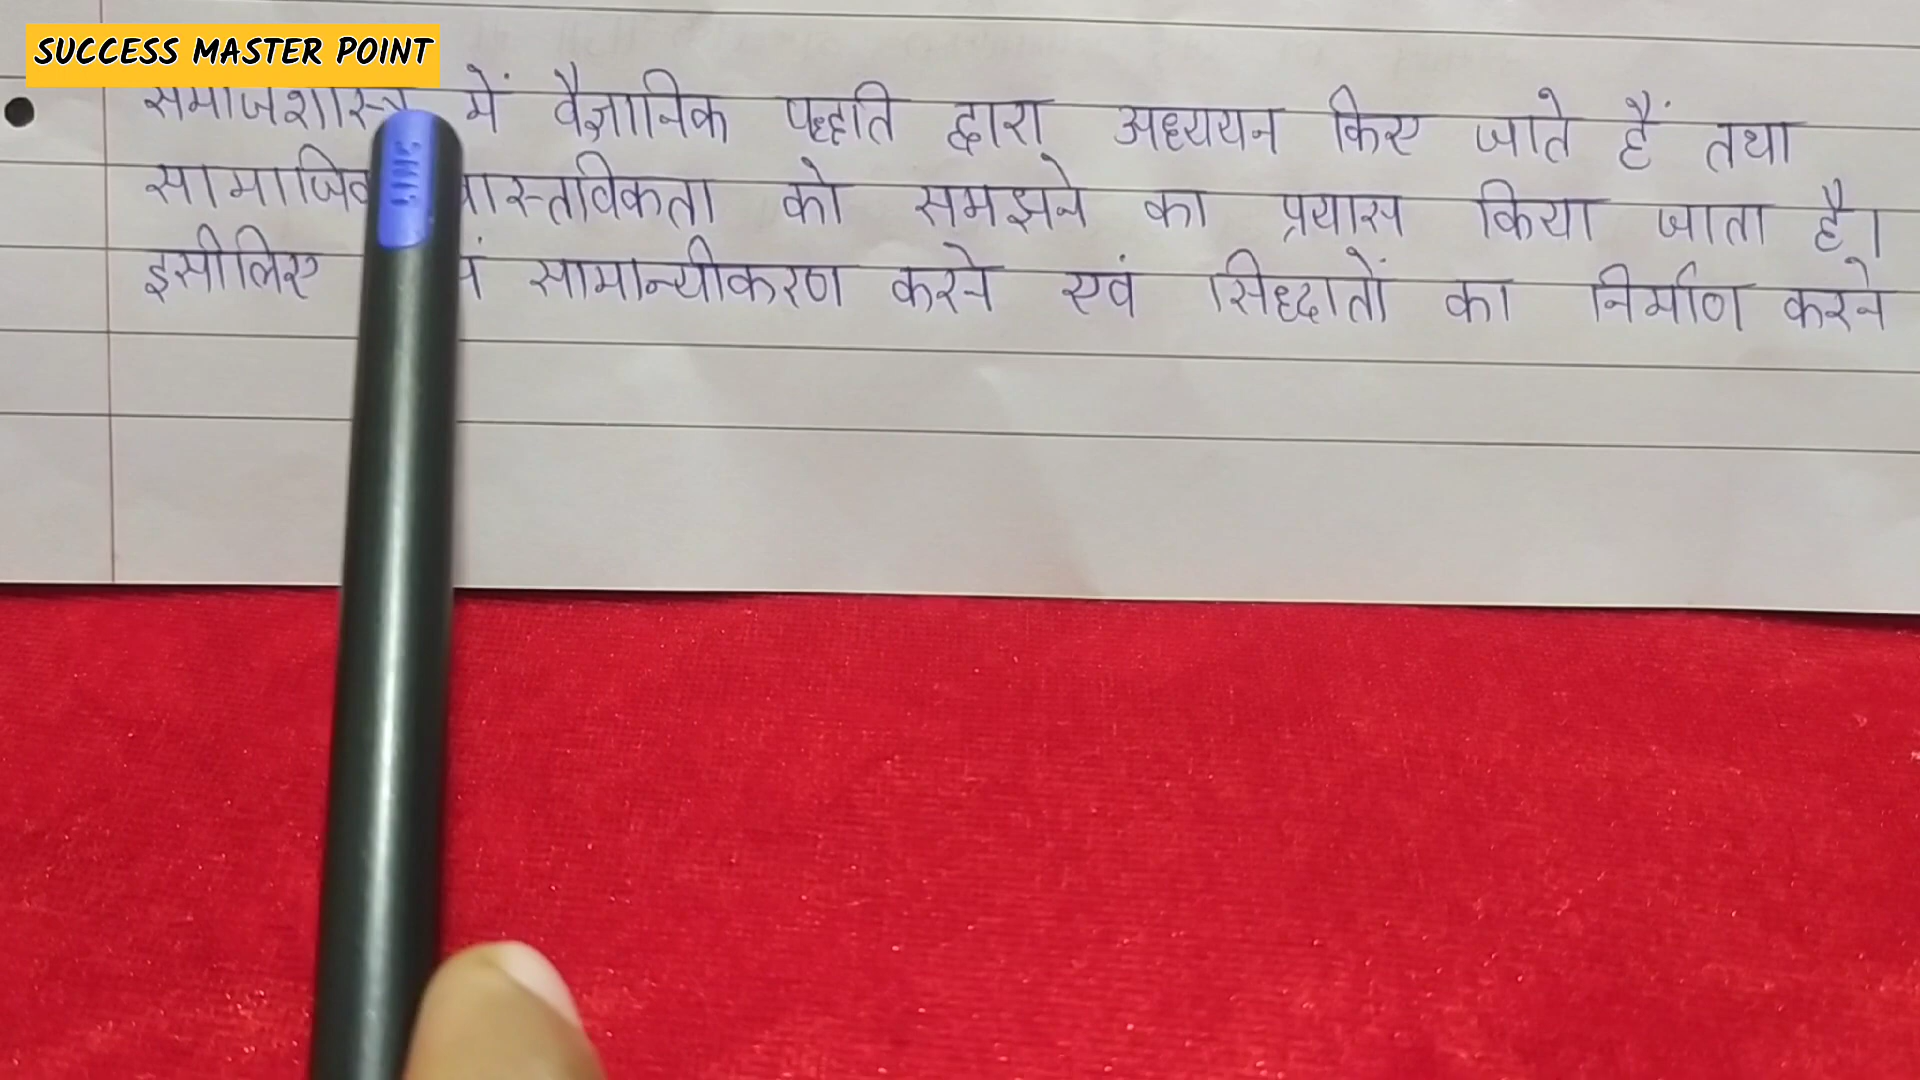 SUCCESS MASTER POINT
समाजशास्त्र में वैज्ञानिक पद्धति द्वारा अध्ययन किए जाते हैं तथा
सामाजिक वास्तविकता को समझने का प्रयास किया जाता है।
इसीलिए सामान्यीकरण करने एवं सिध्दातों का निर्माण करने